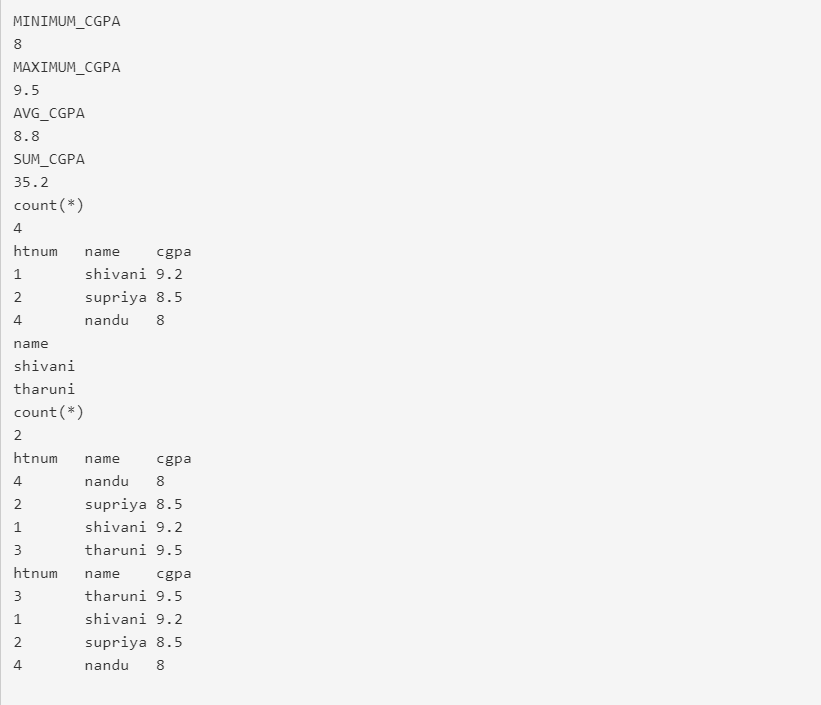 MINIMUM_CGPA
8
MAXIMUM_CGPA
9.5
AVG_CGPA
8.8
SUM_CGPA
35.2
count(*)
4
htnum name cgpa
1 shivani 9.2
2 supriya 8.5
4 nandu 8
name
shivani
tharuni
count(*)
2
htnum name cgpa
4 nandu 8
2 supriya 8.5
1 shivani 9.2
3 tharuni 9.5
htnum name cgpa
3 tharuni 9.5
1 shivani 9.2
2 supriya 8.5
4 nandu 8